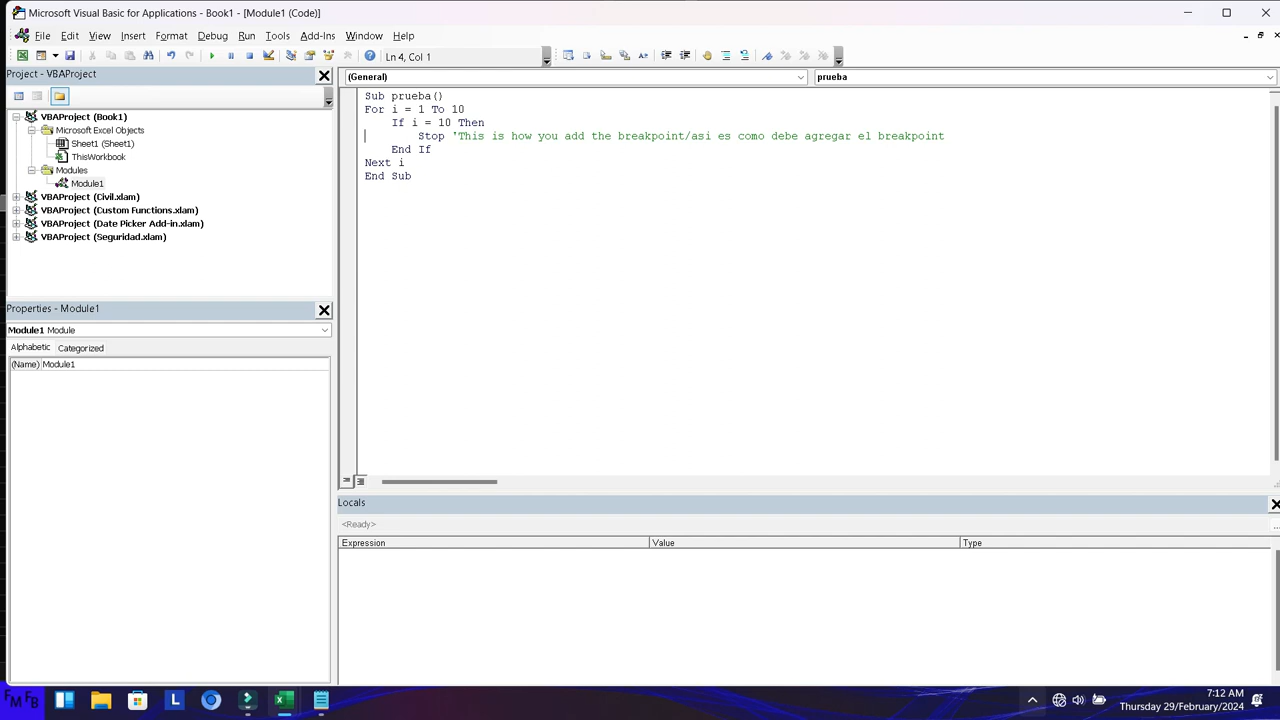 Microsoft Visual Basic for Applications - Book1 - [Module1 (Code)]
File Edit View Insert Format Debug Run Tools Add-Ins Window Help
Ln 4, Col 1
Project - VBAProject
(General)
prueba
VBAProject (Book1)
Microsoft Excel Objects
Sheet1 (Sheet1)
ThisWorkbook
Modules
Module1
VBAProject (Civil.xlam)
VBAProject (Custom Functions.xlam)
VBAProject (Date Picker Add-in.xlam)
VBAProject (Seguridad.xlam)
Sub prueba()
For i = 1 To 10
If i = 10 Then
Stop 'This is how you add the breakpoint/asi es como debe agregar el breakpoint
End If
Next i
End Sub
Properties - Module1
Module1 Module
Alphabetic Categorized
(Name) Module1
Locals
<Ready>
Expression Value Type
FM FB
L
7:12 AM
Thursday 29/February/2024